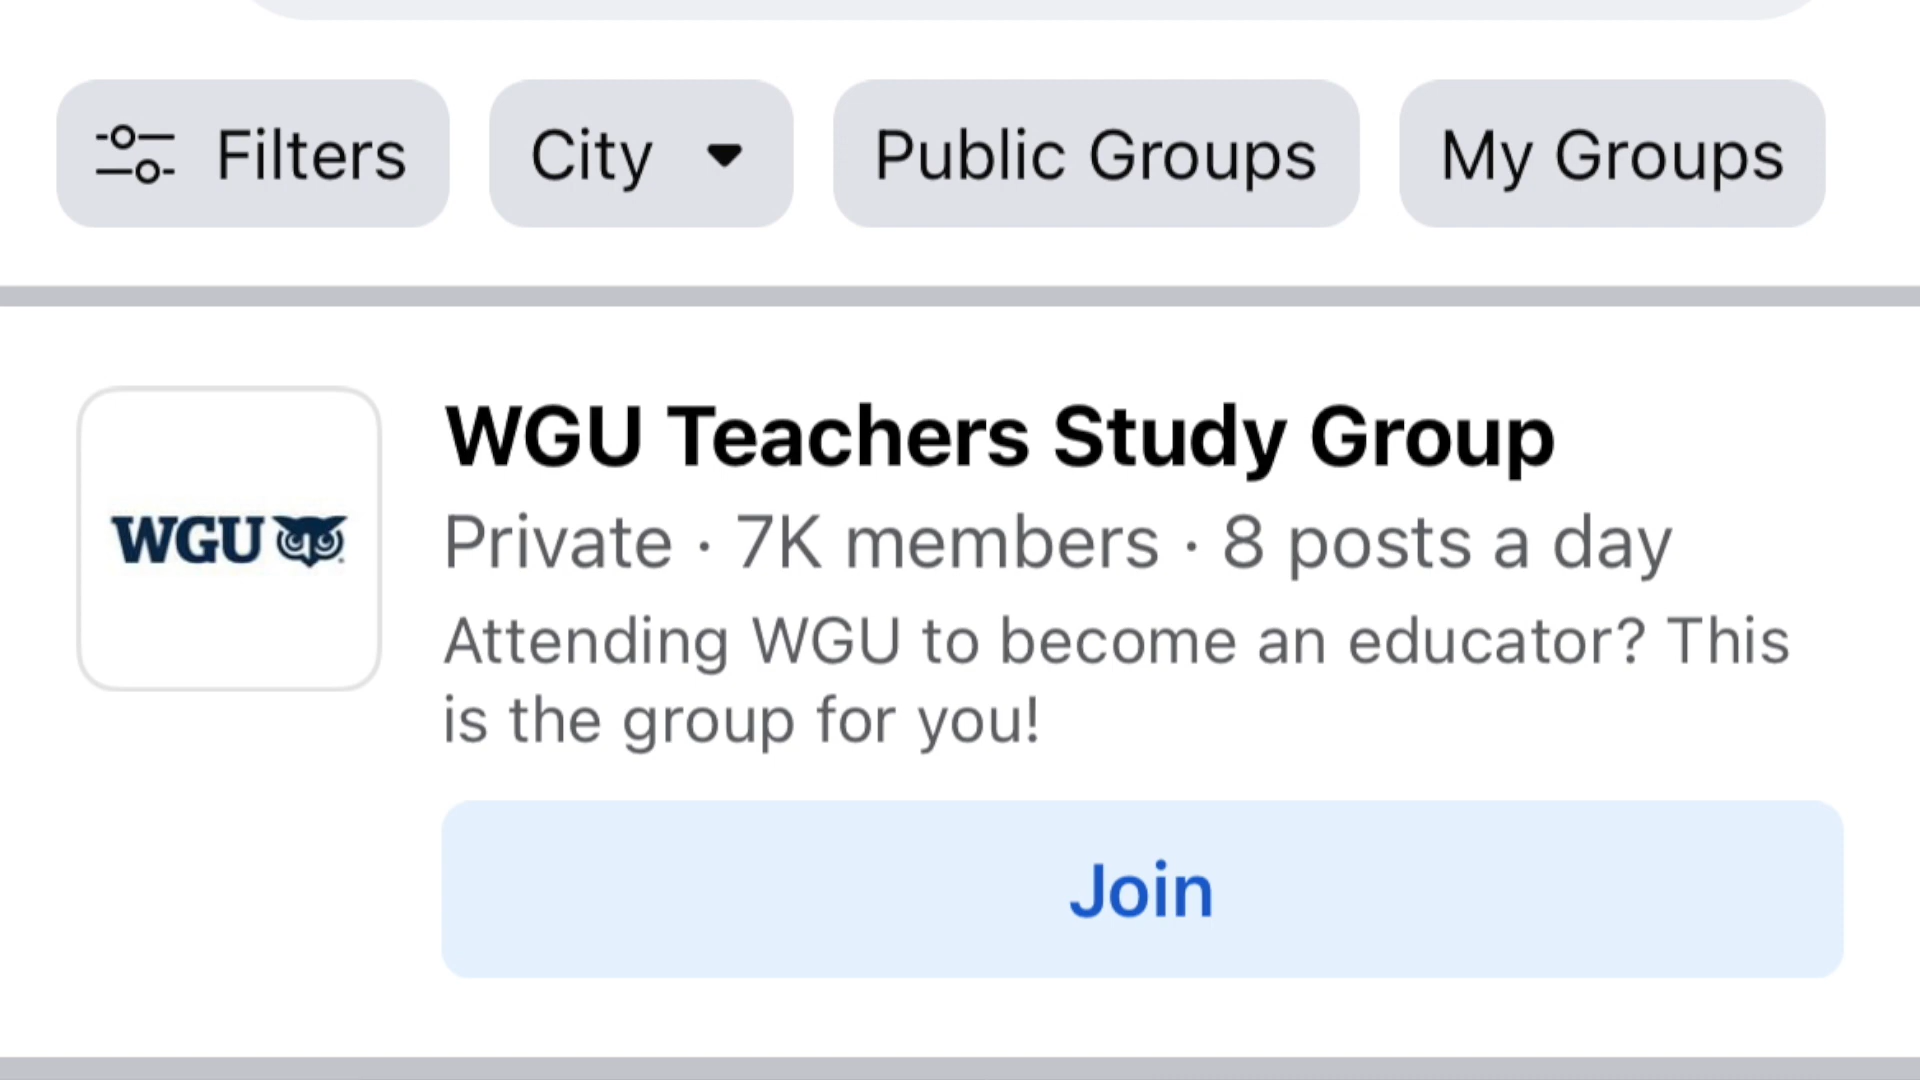 Filters City Public Groups My Groups
WGU
WGU Teachers Study Group
Private · 7K members · 8 posts a day
Attending WGU to become an educator? This
is the group for you!
Join